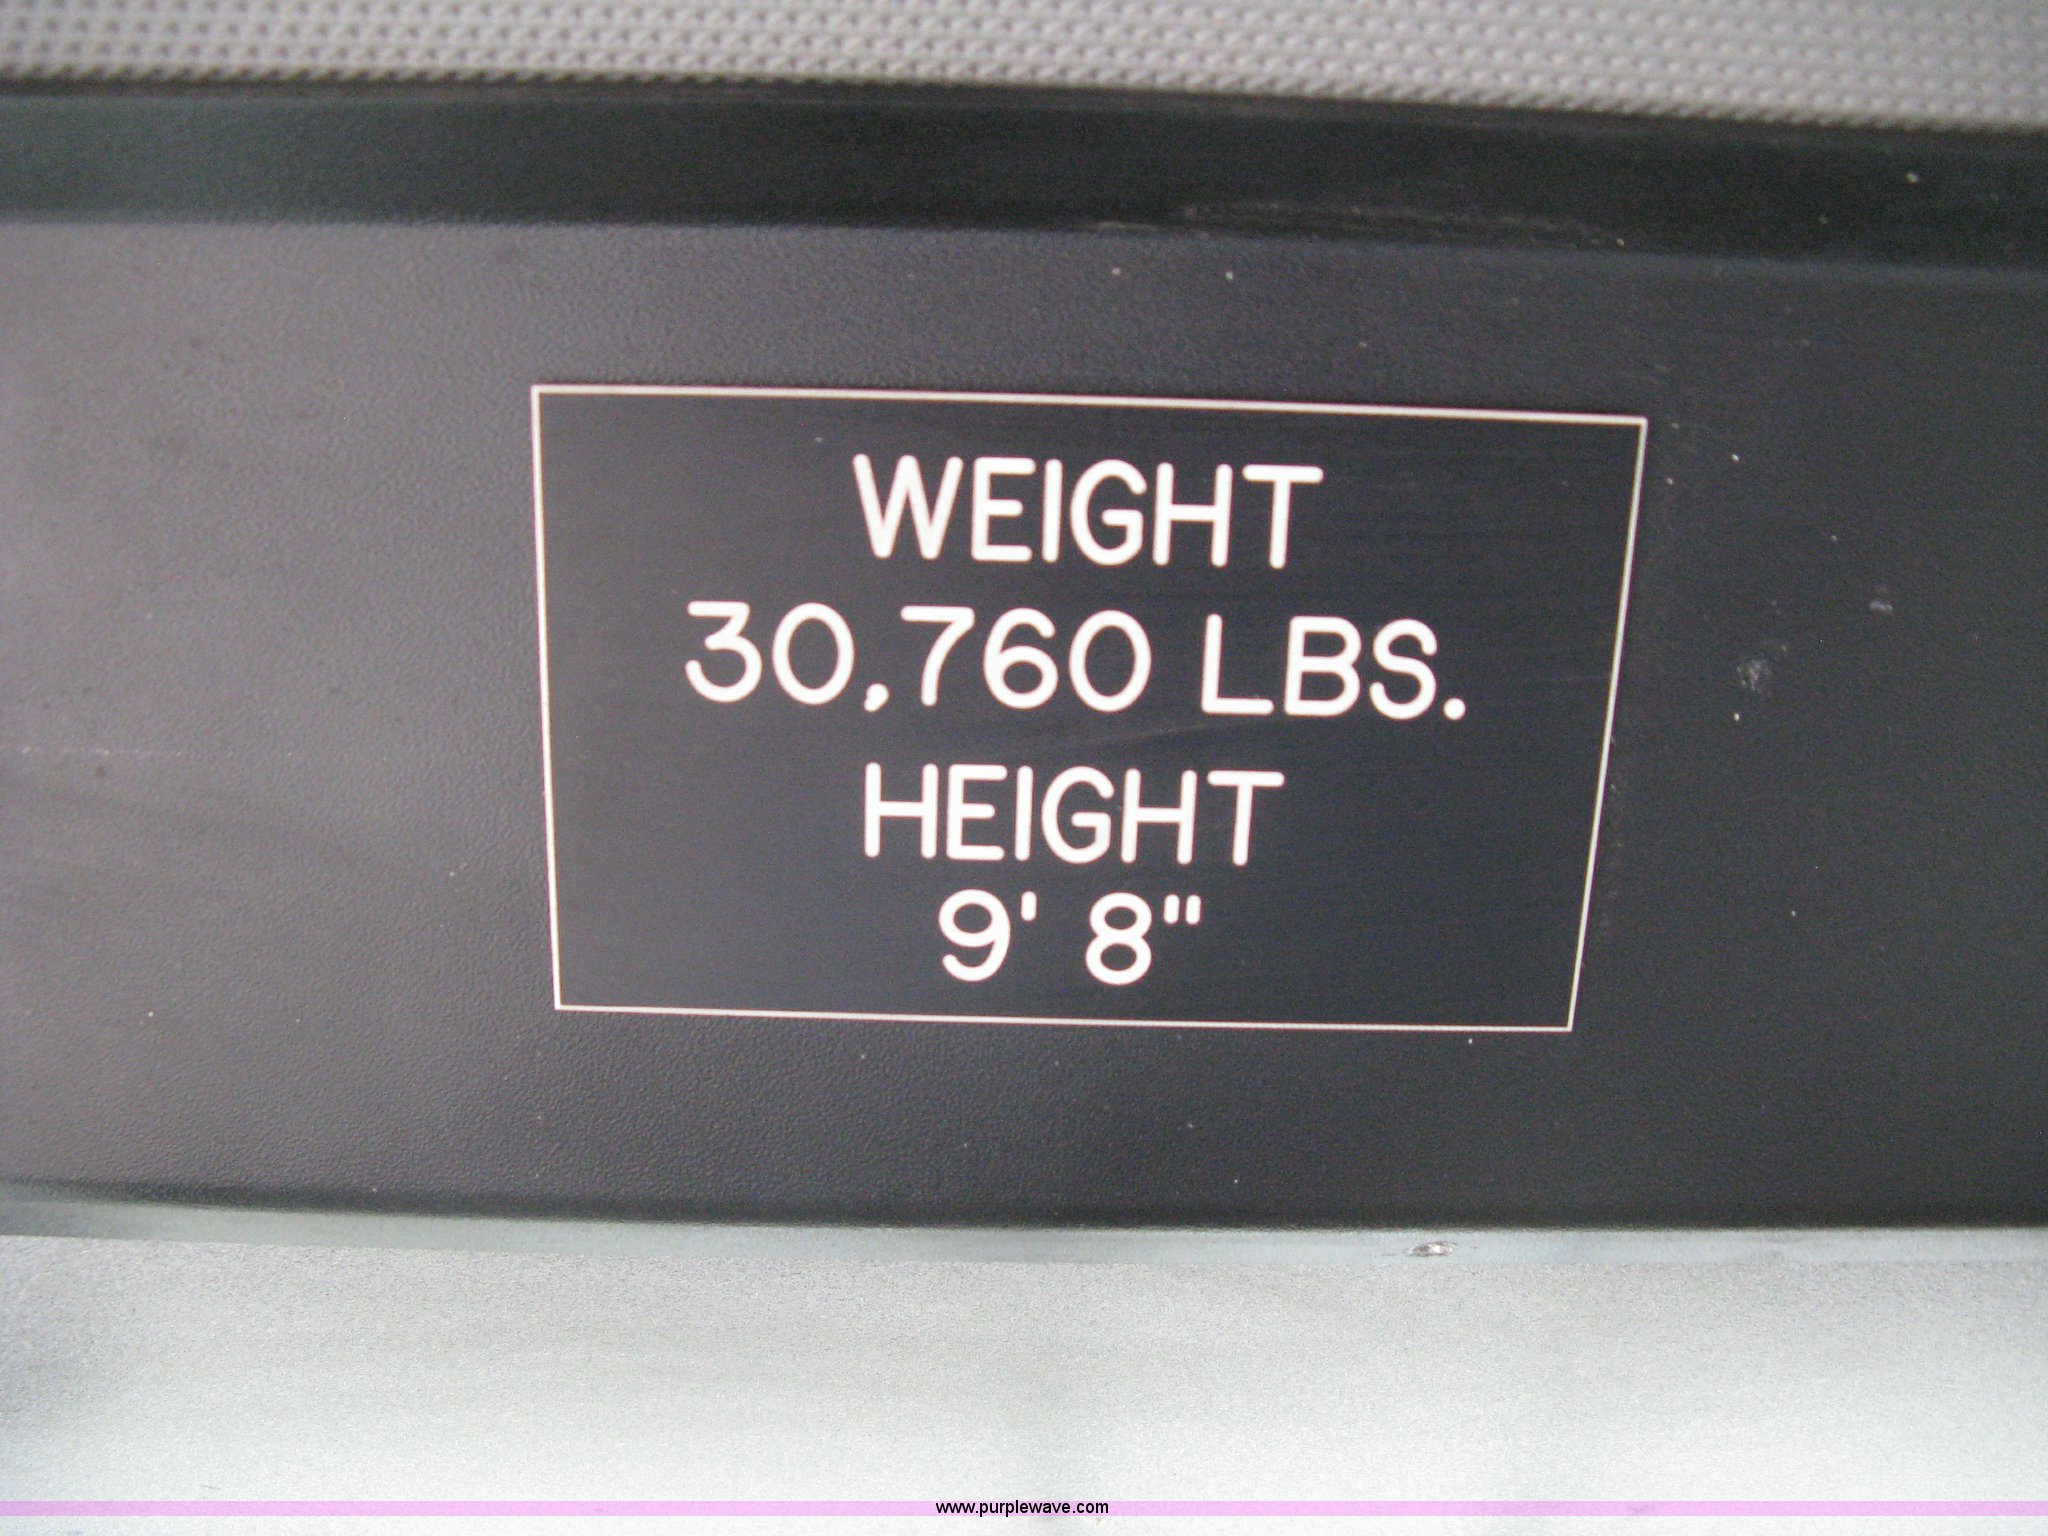 WEIGHT
30,760 LBS.
HEIGHT
9' 8"
www.purplewave.com